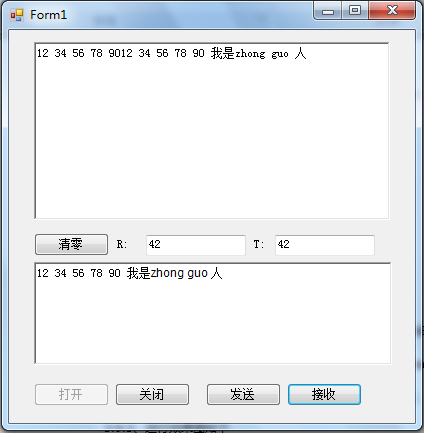 Form1
12 34 56 78 9012 34 56 78 90 我是zhong guo 人
清零 R: 42 T: 42
12 34 56 78 90 我是zhong guo 人
打开 关闭 发送 接收